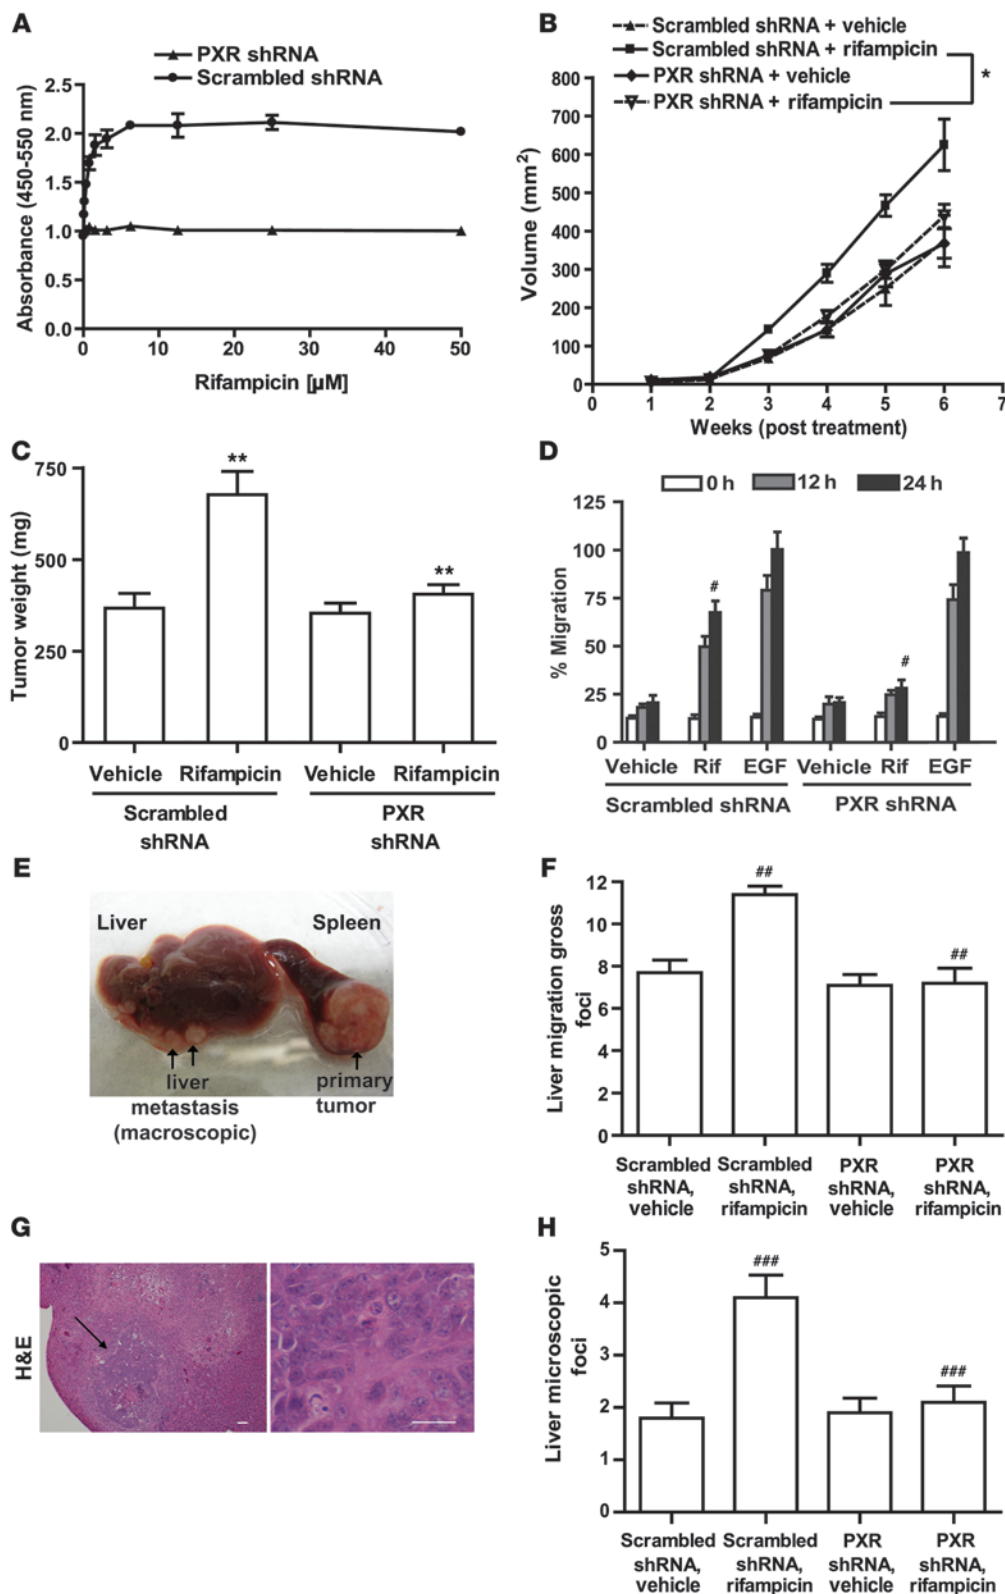 A
PXR shRNA
Scrambled shRNA
Absorbance (450-550 nm)
2.5
2.0
1.5
1.0
0.5
0.0
0 10 20 30 40 50
Rifampicin [µM]
B
Scrambled shRNA + vehicle
Scrambled shRNA + rifampicin
PXR shRNA + vehicle
PXR shRNA + rifampicin
*
Volume (mm²)
800
700
600
500
400
300
200
100
0
0 1 2 3 4 5 6 7
Weeks (post treatment)
C
Tumor weight (mg)
750
500
250
0
**
**
Vehicle Rifampicin Vehicle Rifampicin
Scrambled shRNA
PXR shRNA
D
0 h 12 h 24 h
% Migration
125
100
75
50
25
0
#
#
Vehicle Rif EGF Vehicle Rif EGF
Scrambled shRNA PXR shRNA
E
Liver Spleen
liver metastasis (macroscopic)
primary tumor
F
Liver migration gross foci
12
10
8
6
4
2
0
##
##
Scrambled shRNA, vehicle
Scrambled shRNA, rifampicin
PXR shRNA, vehicle
PXR shRNA, rifampicin
G
H&E
H
Liver microscopic foci
5
4
3
2
1
0
###
###
Scrambled shRNA, vehicle
Scrambled shRNA, rifampicin
PXR shRNA, vehicle
PXR shRNA, rifampicin